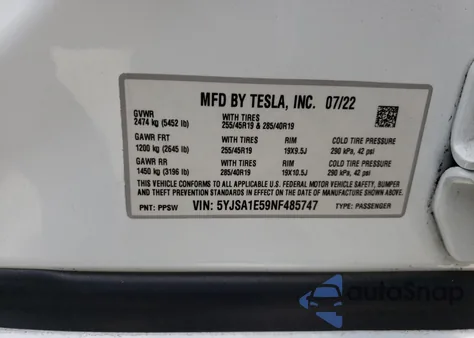 MFD BY TESLA, INC. 07/22
GVWR
2474 kg (5452 lb)
WITH TIRES
255/45R19 & 285/40R19
GAWR FRT
1200 kg (2645 lb)
WITH TIRES
255/45R19
RIM
19X9.5J
COLD TIRE PRESSURE
290 kPa, 42 psi
GAWR RR
1450 kg (3196 lb)
WITH TIRES
285/40R19
RIM
19X10.5J
COLD TIRE PRESSURE
290 kPa, 42 psi
THIS VEHICLE CONFORMS TO ALL APPLICABLE U.S. FEDERAL MOTOR VEHICLE SAFETY, BUMPER
AND THEFT PREVENTION STANDARDS IN EFFECT ON THE DATE OF MANUFACTURE SHOWN ABOVE.
PNT: PPSW VIN: 5YJSA1E59NF485747 TYPE: PASSENGER
autoSnap